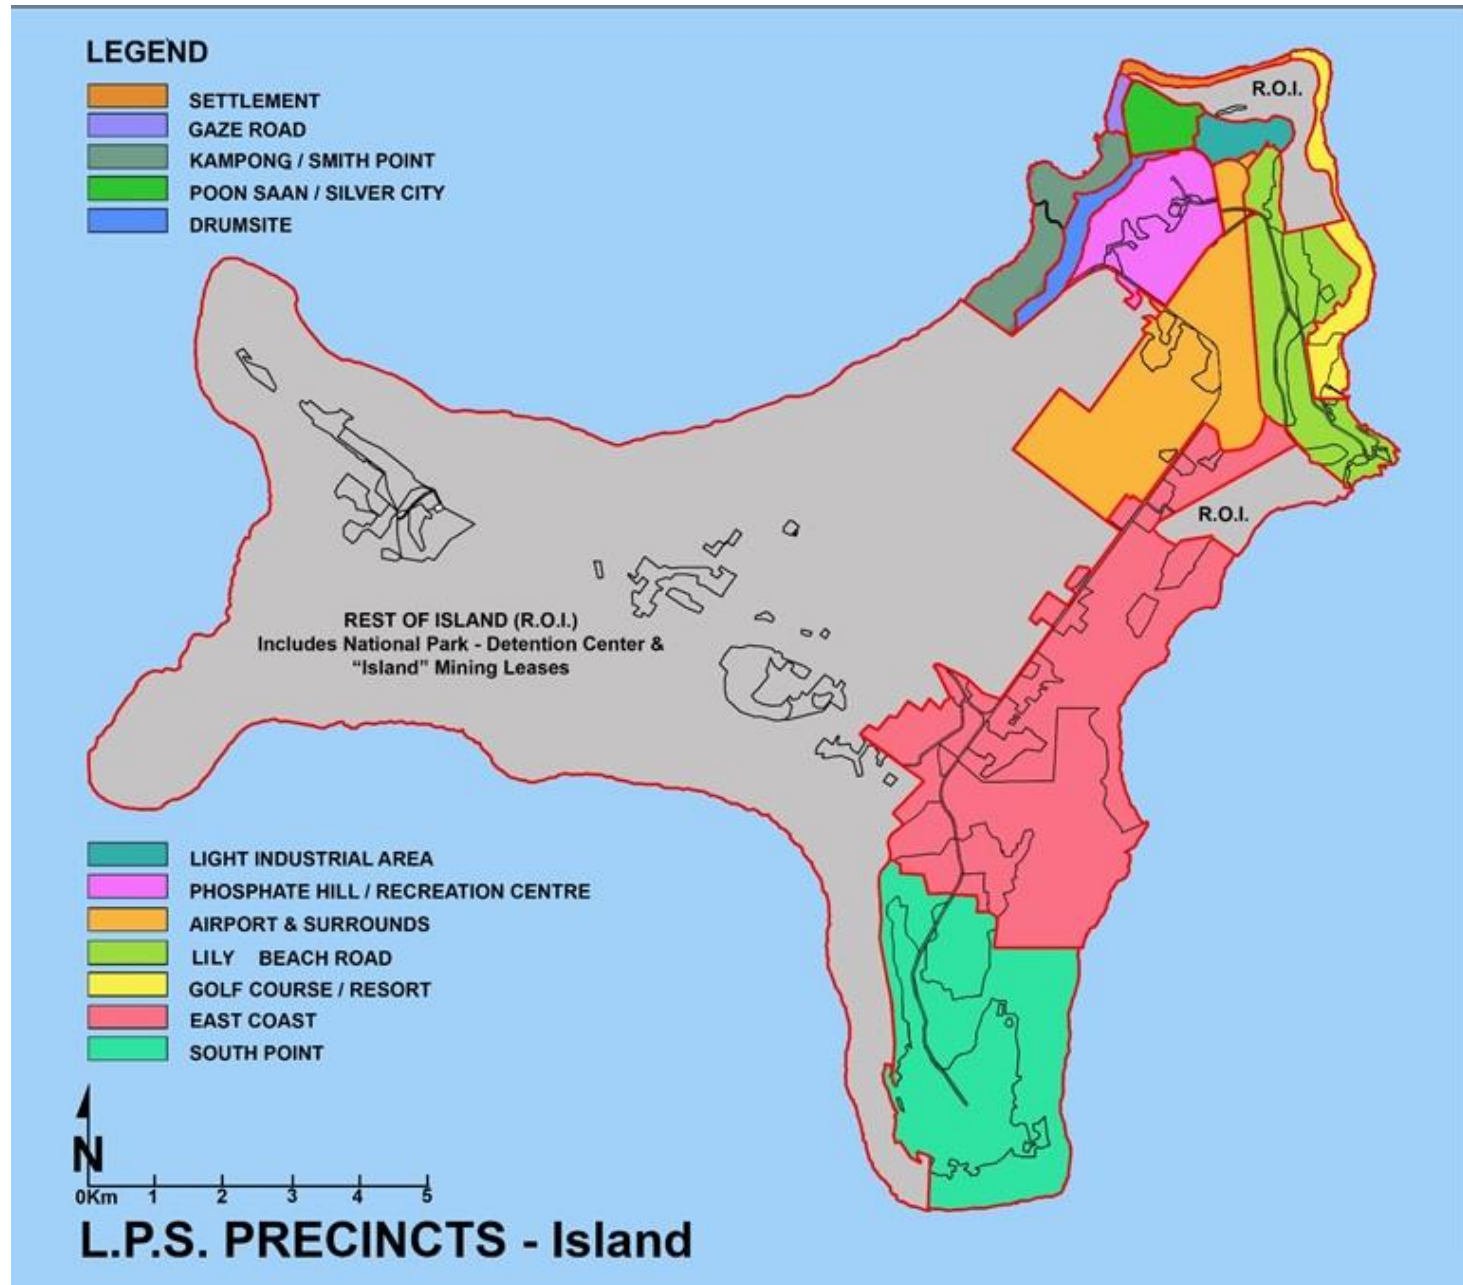 LEGEND
SETTLEMENT
GAZE ROAD
KAMPONG / SMITH POINT
POON SAAN / SILVER CITY
DRUMSITE
R.O.I.
R.O.I.
REST OF ISLAND (R.O.I.)
Includes National Park - Detention Center &
“Island” Mining Leases
LIGHT INDUSTRIAL AREA
PHOSPHATE HILL / RECREATION CENTRE
AIRPORT & SURROUNDS
LILY BEACH ROAD
GOLF COURSE / RESORT
EAST COAST
SOUTH POINT
N
0Km 1 2 3 4 5
L.P.S. PRECINCTS - Island